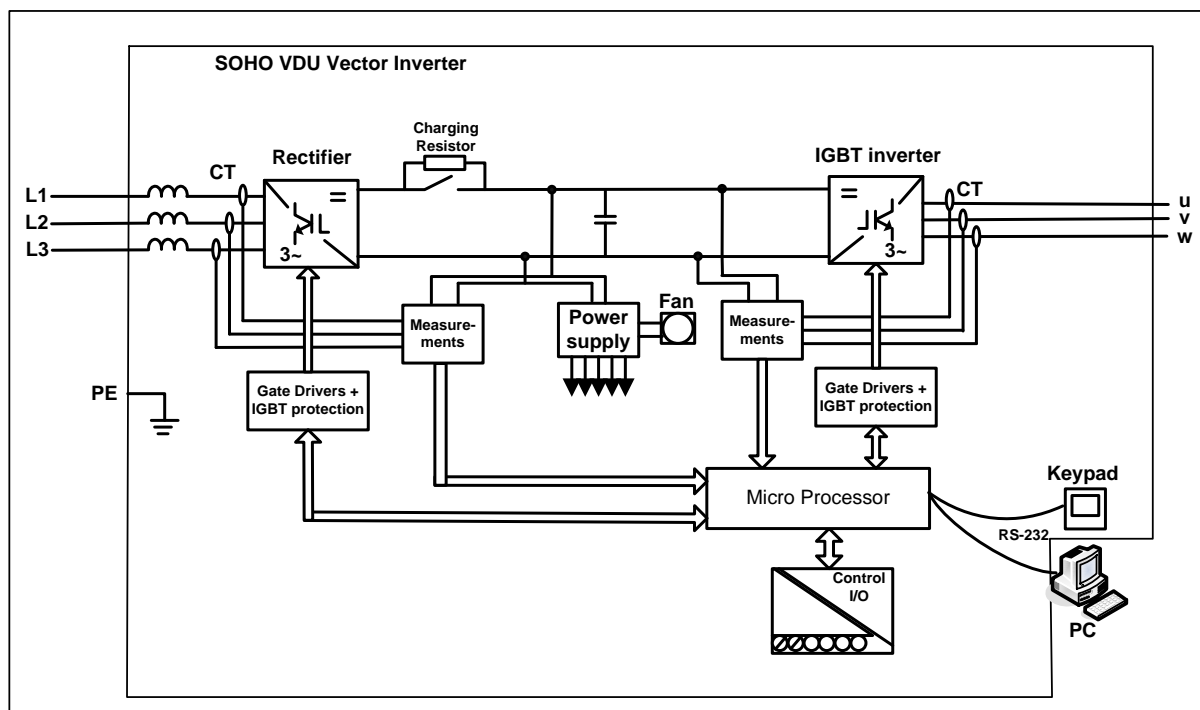 SOHO VDU Vector Inverter
Charging
Resistor
Rectifier
IGBT inverter
CT
CT
L1
L2
L3
=
3~
=
3~
u
v
w
Measure-
ments
Power
supply
Fan
Measure-
ments
PE
Gate Drivers +
IGBT protection
Gate Drivers +
IGBT protection
Micro Processor
Keypad
RS-232
Control
I/O
PC